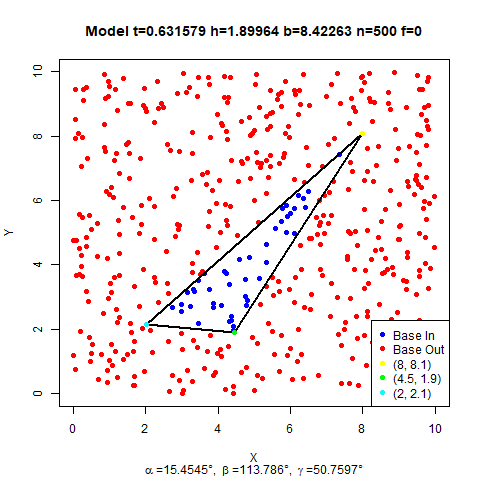 Model t=0.631579 h=1.89964 b=8.42263 n=500 f=0
Y
10
8
6
4
2
0
Base In
Base Out
(8, 8.1)
(4.5, 1.9)
(2, 2.1)
0 2 4 6 8 10
X
α=15.4545°, β=113.786°, γ=50.7597°